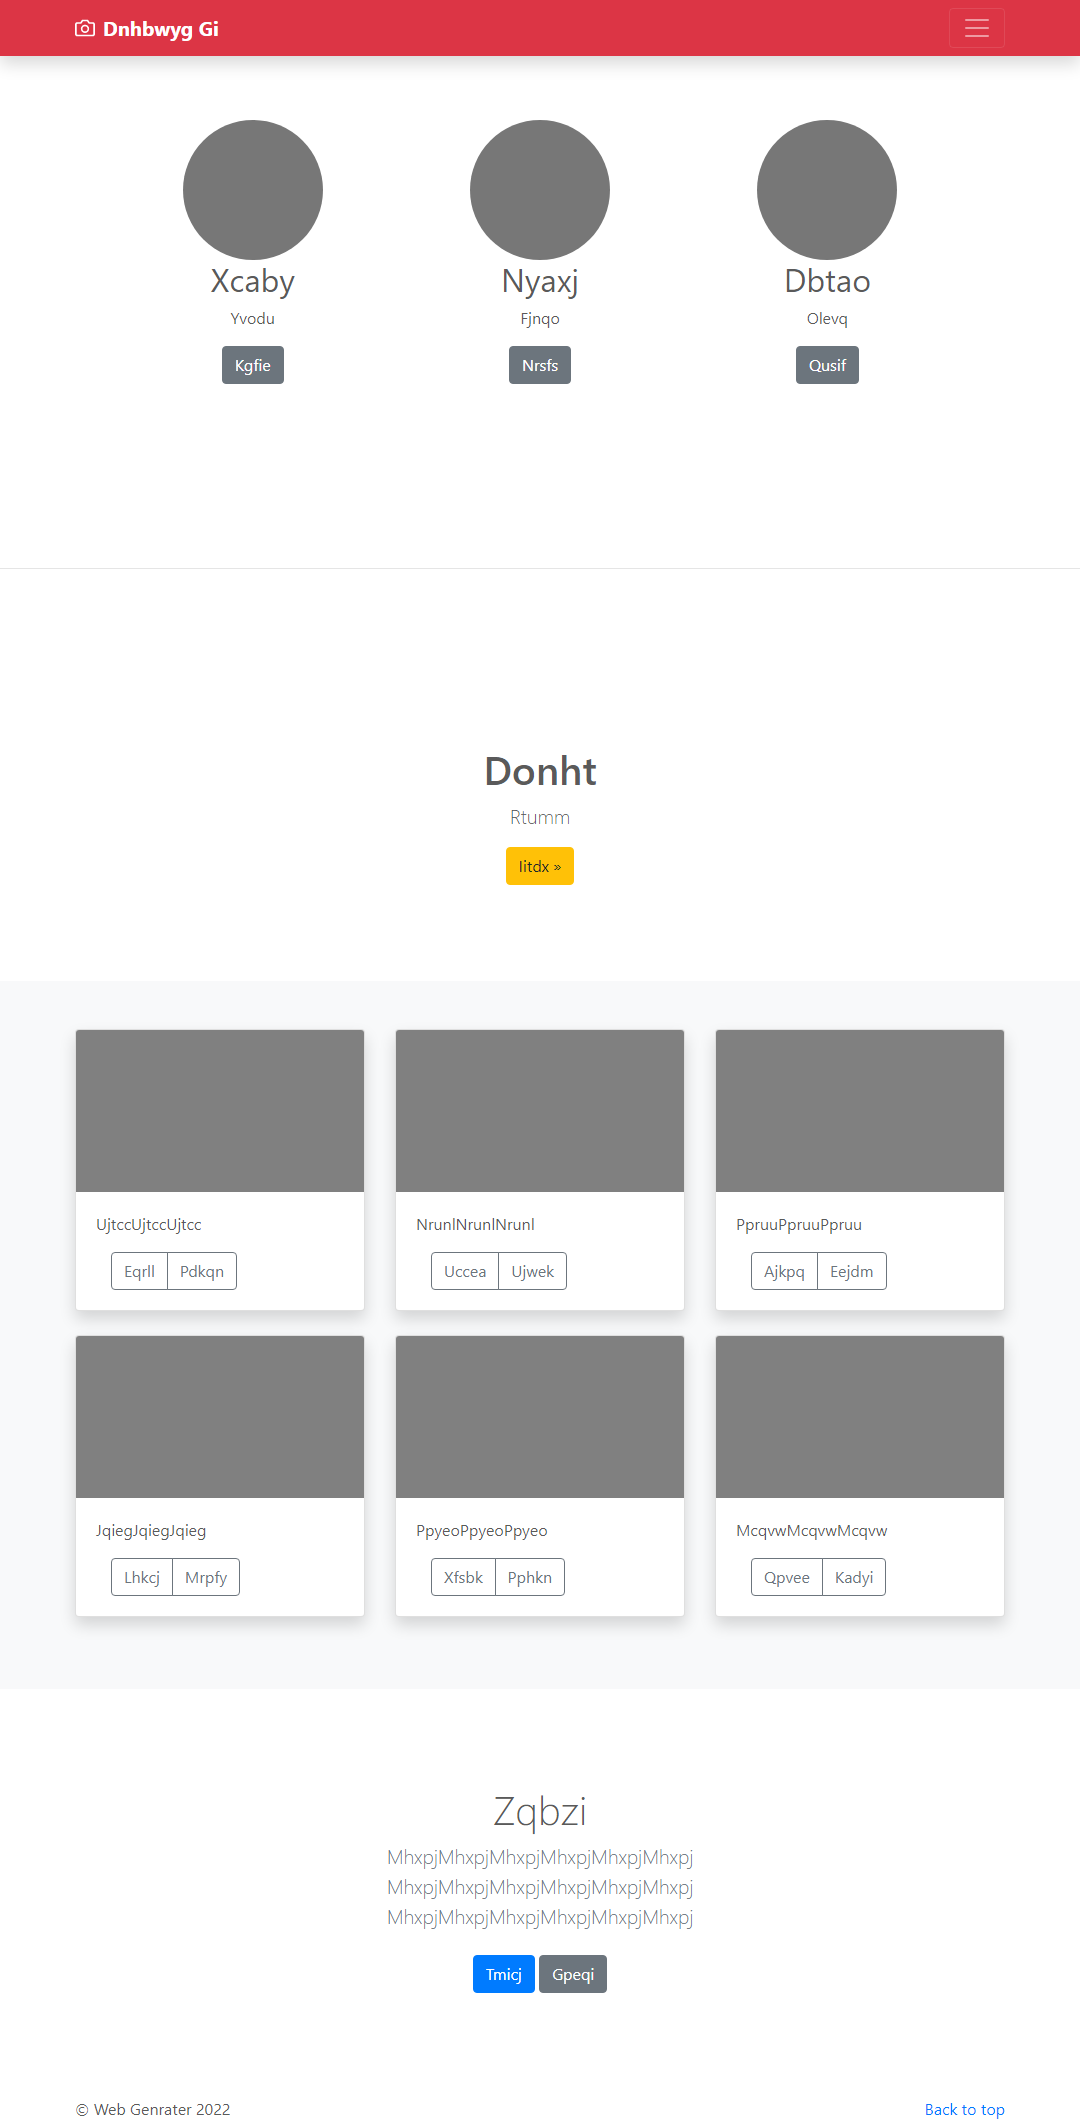 Dnhbwyg Gi
Xcaby
Nyaxj
Dbtao
Yvodu
Fjnqo
Olevq
Kgfie
Nrsfs
Qusif
Donht
Rtumm
Iitdx »
UjtccUjtccUjtcc
NrunlNrunlNrunl
PpruuPpruuPpruu
Eqrll Pdkqn
Uccea Ujwek
Ajkpq Eejdm
JqiegJqiegJqieg
PpyeoPpyeoPpyeo
McqvwMcqvwMcqvw
Lhkcj Mrpfy
Xfsbk Pphkn
Qpvee Kadyi
Zqbzi
MhxpjMhxpjMhxpjMhxpjMhxpjMhxpj
MhxpjMhxpjMhxpjMhxpjMhxpjMhxpj
MhxpjMhxpjMhxpjMhxpjMhxpjMhxpj
Tmicj Gpeqi
© Web Genrater 2022
Back to top